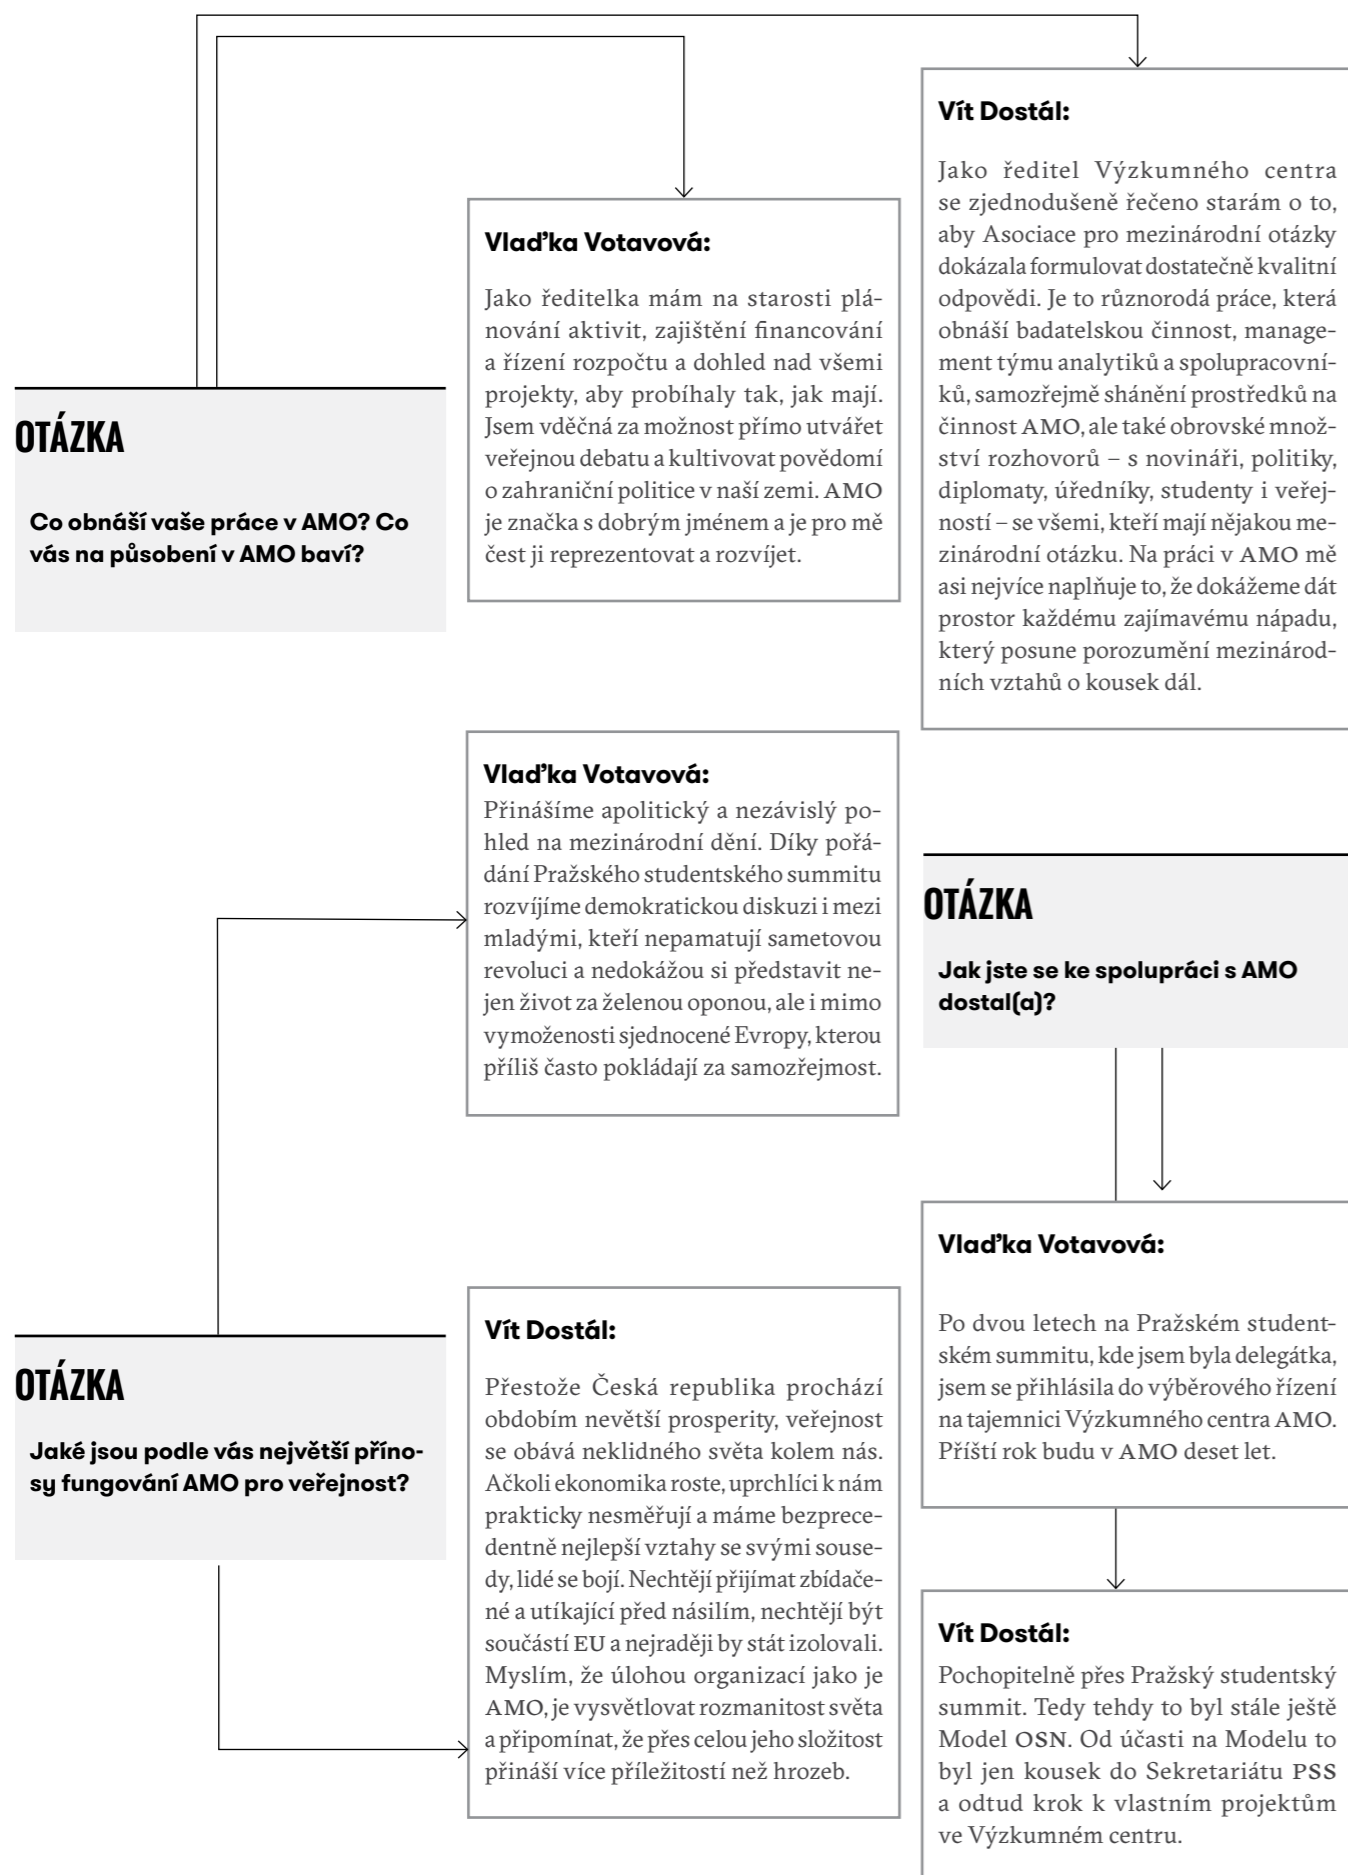 OTÁZKA
Co obnáší vaše práce v AMO? Co
vás na působení v AMO baví?
Vlaďka Votavová:
Jako ředitelka mám na starosti plá-
nování aktivit, zajištění financování
a řízení rozpočtu a dohled nad všemi
projekty, aby probíhaly tak, jak mají.
Jsem vděčná za možnost přímo utvářet
veřejnou debatu a kultivovat povědomí
o zahraniční politice v naší zemi. AMO
je značka s dobrým jménem a je pro mě
čest ji reprezentovat a rozvíjet.
Vít Dostál:
Jako ředitel Výzkumného centra
se zjednodušeně řečeno starám o to,
aby Asociace pro mezinárodní otázky
dokázala formulovat dostatečně kvalitní
odpovědi. Je to různorodá práce, která
obnáší badatelskou činnost, manage-
ment týmu analytiků a spolupracovní-
ků, samozřejmě shánění prostředků na
činnost AMO, ale také obrovské množ-
ství rozhovorů – s novináři, politiky,
diplomaty, úředníky, studenty i veřej-
ností – se všemi, kteří mají nějakou me-
zinárodní otázku. Na práci v AMO mě
asi nejvíce naplňuje to, že dokážeme dát
prostor každému zajímavému nápadu,
který posune porozumění mezinárod-
ních vztahů o kousek dál.
OTÁZKA
Jaké jsou podle vás největší příno-
sy fungování AMO pro veřejnost?
Vlaďka Votavová:
Přinášíme apolitický a nezávislý po-
hled na mezinárodní dění. Díky pořá-
dání Pražského studentského summitu
rozvíjíme demokratickou diskuzi i mezi
mladými, kteří nepamatují sametovou
revoluci a nedokážou si představit ne-
jen život za želenou oponou, ale i mimo
vymoženosti sjednocené Evropy, kterou
příliš často pokládají za samozřejmost.
Vít Dostál:
Přestože Česká republika prochází
obdobím nevětší prosperity, veřejnost
se obává neklidného světa kolem nás.
Ačkoli ekonomika roste, uprchlíci k nám
prakticky nesměřují a máme bezprece-
dentně nejlepší vztahy se svými souse-
dy, lidé se bojí. Nechtějí přijímat zbídače-
né a utíkající před násilím, nechtějí být
součástí EU a nejraději by stát izolovali.
Myslím, že úlohou organizací jako je
AMO, je vysvětlovat rozmanitost světa
a připomínat, že přes celou jeho složitost
přináší více příležitostí než hrozeb.
OTÁZKA
Jak jste se ke spolupráci s AMO
dostal(a)?
Vlaďka Votavová:
Po dvou letech na Pražském student-
ském summitu, kde jsem byla delegátka,
jsem se přihlásila do výběrového řízení
na tajemnici Výzkumného centra AMO.
Příští rok budu v AMO deset let.
Vít Dostál:
Pochopitelně přes Pražský studentský
summit. Tedy tehdy to byl stále ještě
Model OSN. Od účasti na Modelu to
byl jen kousek do Sekretariátu PSS
a odtud krok k vlastním projektům
ve Výzkumném centru.